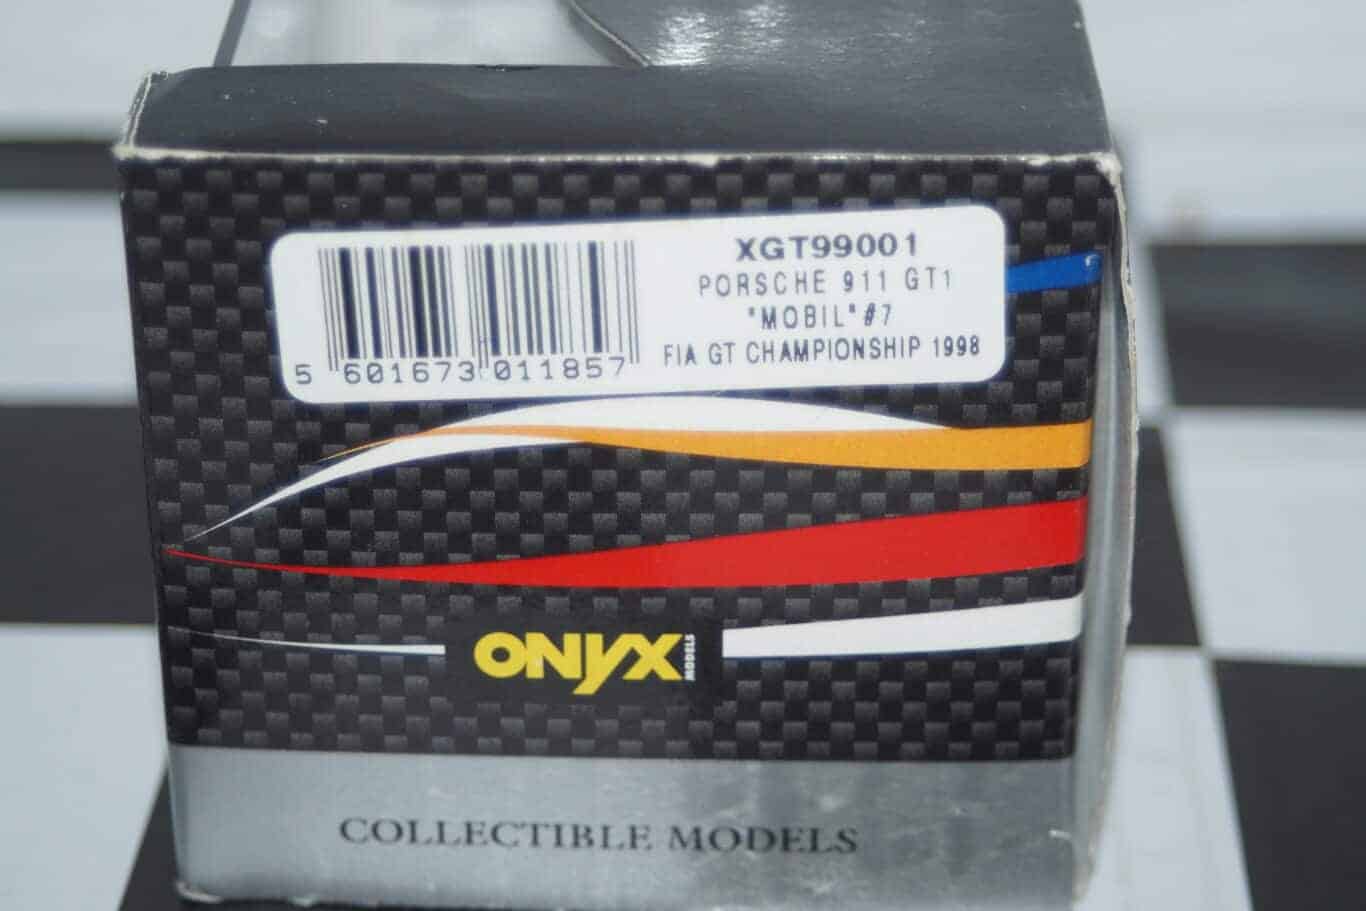 XGT99001
PORSCHE 911 GT1
"MOBIL" #7
FIA GT CHAMPIONSHIP 1998
5 601673 011857
ONYX MODELS
COLLECTIBLE MODELS